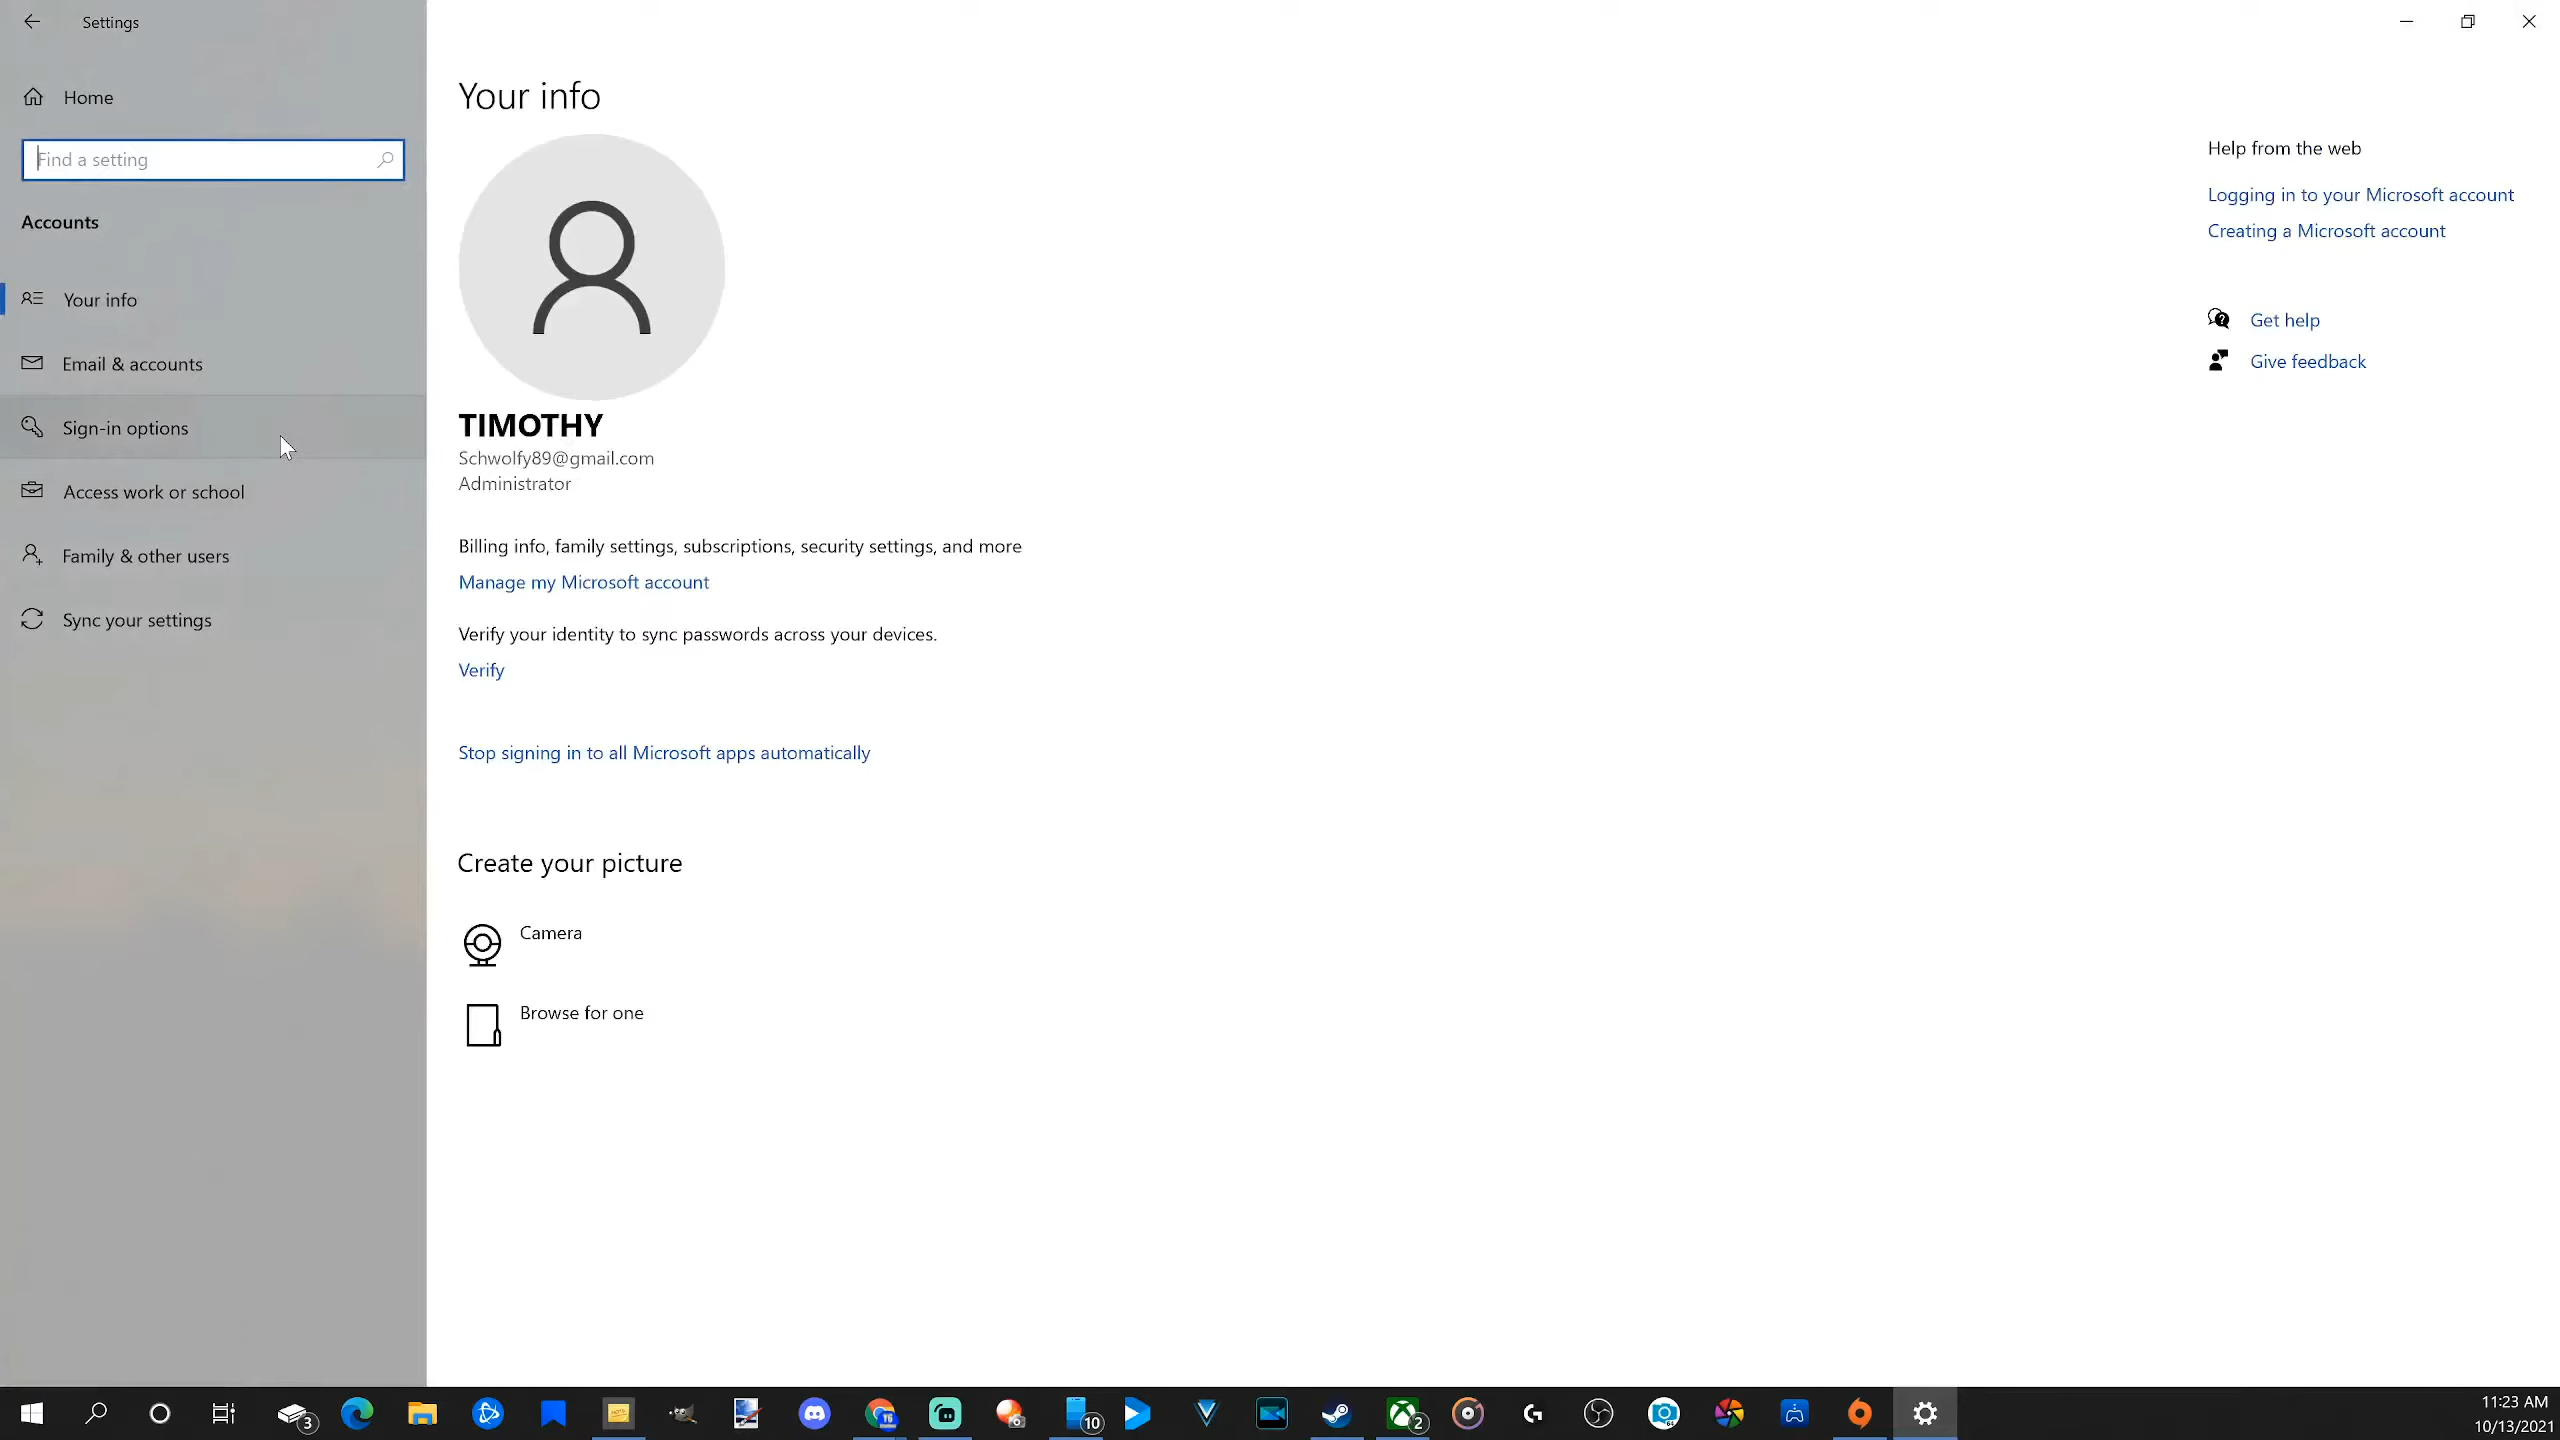 Settings
Home
Find a setting
Accounts
Your info
Email & accounts
Sign-in options
Access work or school
Family & other users
Sync your settings
Your info
TIMOTHY
Schwolfy89@gmail.com
Administrator
Billing info, family settings, subscriptions, security settings, and more
Manage my Microsoft account
Verify your identity to sync passwords across your devices.
Verify
Stop signing in to all Microsoft apps automatically
Create your picture
Camera
Browse for one
Help from the web
Logging in to your Microsoft account
Creating a Microsoft account
Get help
Give feedback
3
10
2
64
11:23 AM
10/13/2021